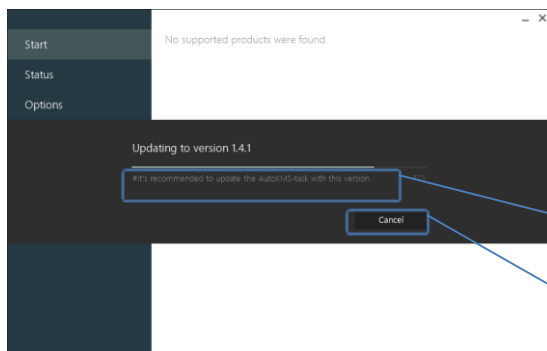 Start
No supported products were found.
Status
Options
Updating to version 1.4.1
#It's recommended to update the AutoKMS-task with this version.
Cancel